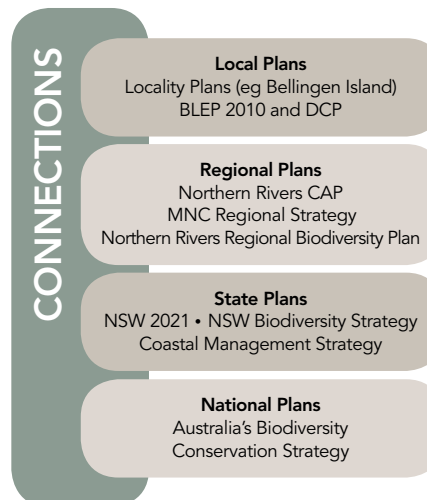 CONNECTIONS
Local Plans
Locality Plans (eg Bellingen Island)
BLEP 2010 and DCP
Regional Plans
Northern Rivers CAP
MNC Regional Strategy
Northern Rivers Regional Biodiversity Plan
State Plans
NSW 2021 • NSW Biodiversity Strategy
Coastal Management Strategy
National Plans
Australia's Biodiversity
Conservation Strategy